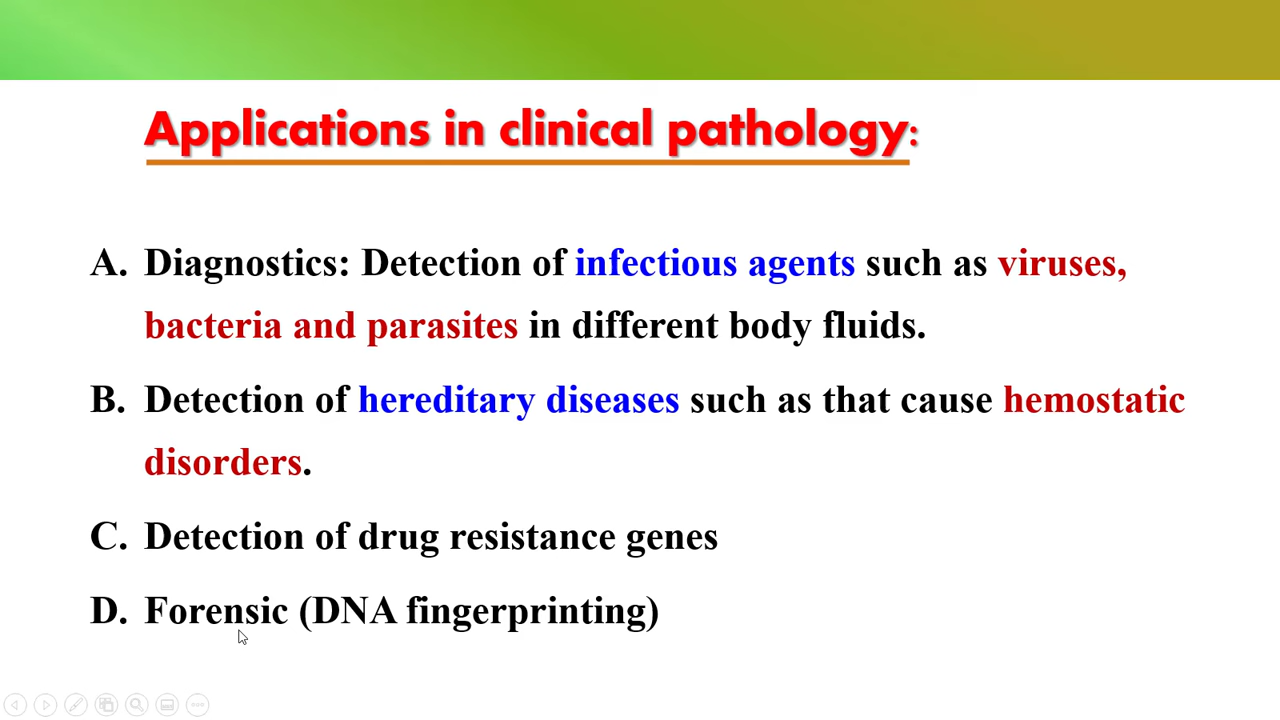 Applications in clinical pathology:
A. Diagnostics: Detection of infectious agents such as viruses,
bacteria and parasites in different body fluids.
B. Detection of hereditary diseases such as that cause hemostatic
disorders.
C. Detection of drug resistance genes
D. Forensic (DNA fingerprinting)